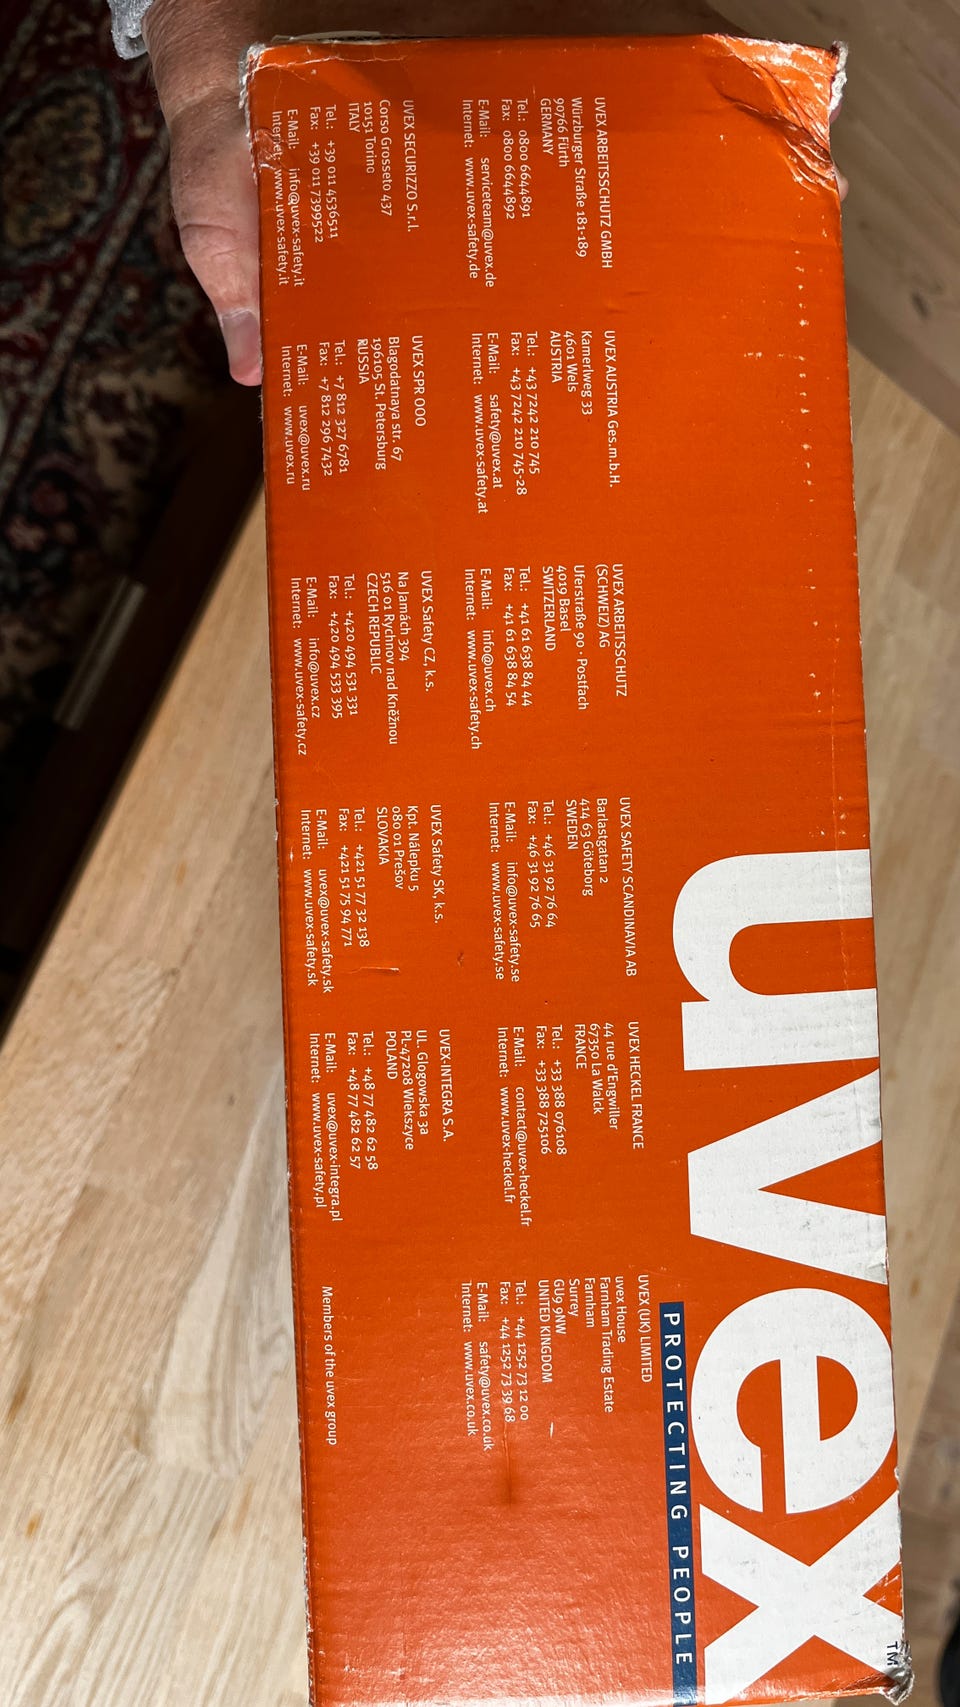 uvex
TM
PROTECTING PEOPLE
UVEX ARBEITSSCHUTZ GMBH
Würzburger Straße 181-189
90766 Fürth
GERMANY
Tel.: 0800 6644891
Fax: 0800 6644892
E-Mail: serviceteam@uvex.de
Internet: www.uvex-safety.de
UVEX AUSTRIA Ges.m.b.H.
Kamerlweg 33
4601 Wels
AUSTRIA
Tel.: +43 7242 210 745
Fax: +43 7242 210 745-28
E-Mail: safety@uvex.at
Internet: www.uvex-safety.at
UVEX ARBEITSSCHUTZ
(SCHWEIZ) AG
Uferstraße 90 · Postfach
4019 Basel
SWITZERLAND
Tel.: +41 61 638 84 44
Fax: +41 61 638 84 54
E-Mail: info@uvex.ch
Internet: www.uvex-safety.ch
UVEX SAFETY SCANDINAVIA AB
Barlastgatan 2
414 63 Göteborg
SWEDEN
Tel.: +46 31 92 76 64
Fax: +46 31 92 76 65
E-Mail: info@uvex-safety.se
Internet: www.uvex-safety.se
UVEX HECKEL FRANCE
44 rue d'Engwiller
67350 La Walck
FRANCE
Tel.: +33 388 076108
Fax: +33 388 725106
E-Mail: contact@uvex-heckel.fr
Internet: www.uvex-heckel.fr
UVEX (UK) LIMITED
uvex House
Farnham Trading Estate
Farnham
Surrey
GU9 9NW
UNITED KINGDOM
Tel.: +44 1252 73 12 00
Fax: +44 1252 73 39 68
E-Mail: safety@uvex.co.uk
Internet: www.uvex.co.uk
UVEX SECURIZZO S.r.l.
Corso Grosseto 437
10151 Torino
ITALY
Tel.: +39 011 4536511
Fax: +39 011 7399522
E-Mail: info@uvex-safety.it
Internet: www.uvex-safety.it
UVEX SPR OOO
Blagodatnaya str. 67
196105 St. Petersburg
RUSSIA
Tel.: +7 812 327 6781
Fax: +7 812 296 7432
E-Mail: uvex@uvex.ru
Internet: www.uvex.ru
UVEX Safety CZ, k.s.
Na Jamách 394
516 01 Rychnov nad Kněžnou
CZECH REPUBLIC
Tel.: +420 494 531 331
Fax: +420 494 533 395
E-Mail: info@uvex.cz
Internet: www.uvex-safety.cz
UVEX Safety SK, k.s.
Kpt. Nálepku 5
080 01 Prešov
SLOVAKIA
Tel.: +421 51 77 32 138
Fax: +421 51 75 94 771
E-Mail: uvex@uvex-safety.sk
Internet: www.uvex-safety.sk
UVEX-INTEGRA S.A.
UL. Glogowska 3a
PL-47208 Wiekszyce
POLAND
Tel.: +48 77 482 62 58
Fax: +48 77 482 62 57
E-Mail: uvex@uvex-integra.pl
Internet: www.uvex-safety.pl
Members of the uvex group